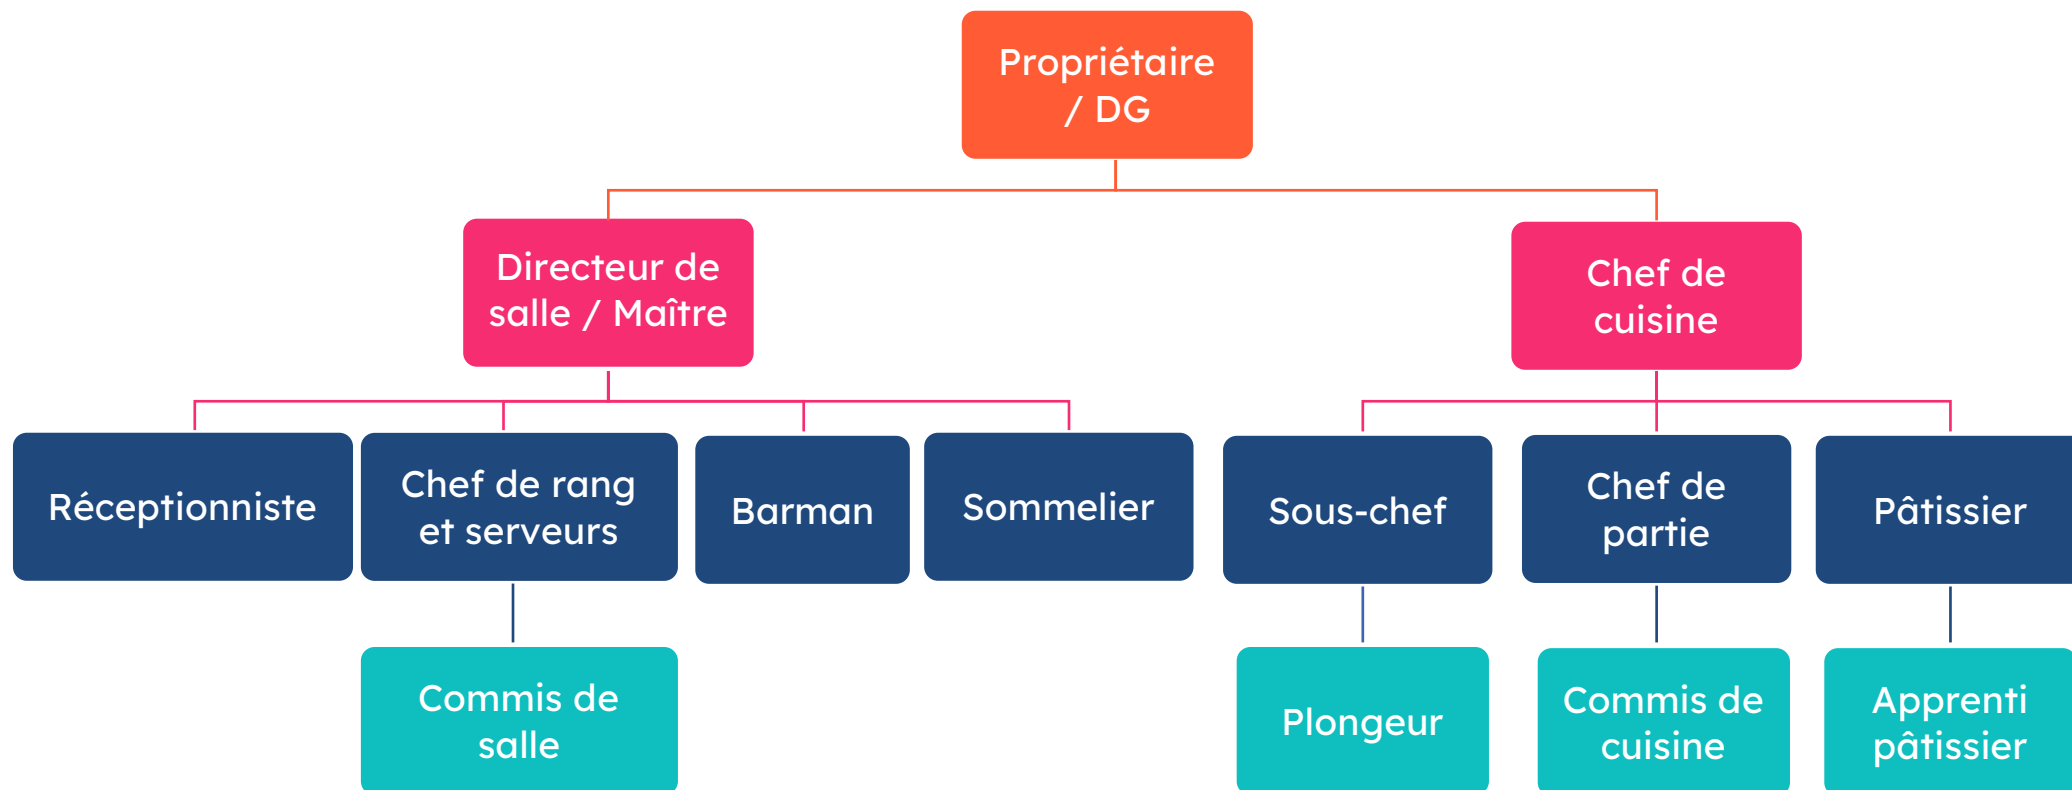 Propriétaire
/ DG
Directeur de
salle / Maître
Chef de
cuisine
Réceptionniste
Chef de rang
et serveurs
Barman
Sommelier
Sous-chef
Chef de
partie
Pâtissier
Commis de
salle
Plongeur
Commis de
cuisine
Apprenti
pâtissier